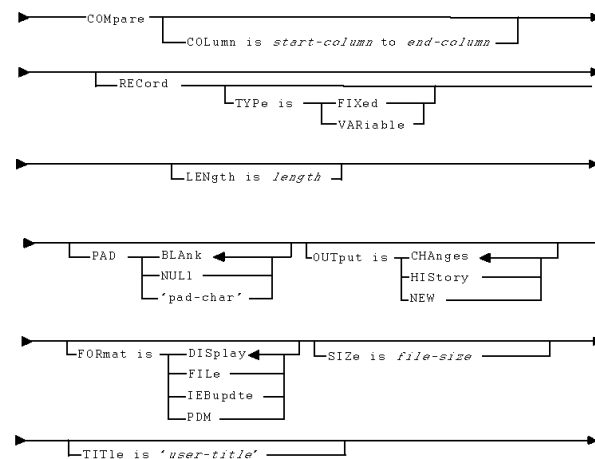 COMpare
COLumn is start-column to end-column
RECord
TYPe is FIXed
VARiable
LENgth is length
PAD BLAnk OUTput is CHAnges
NULl HIStory
'pad-char' NEW
FORmat is DISplay SIZe is file-size
FILe
IEBupdte
PDM
TITle is 'user-title'